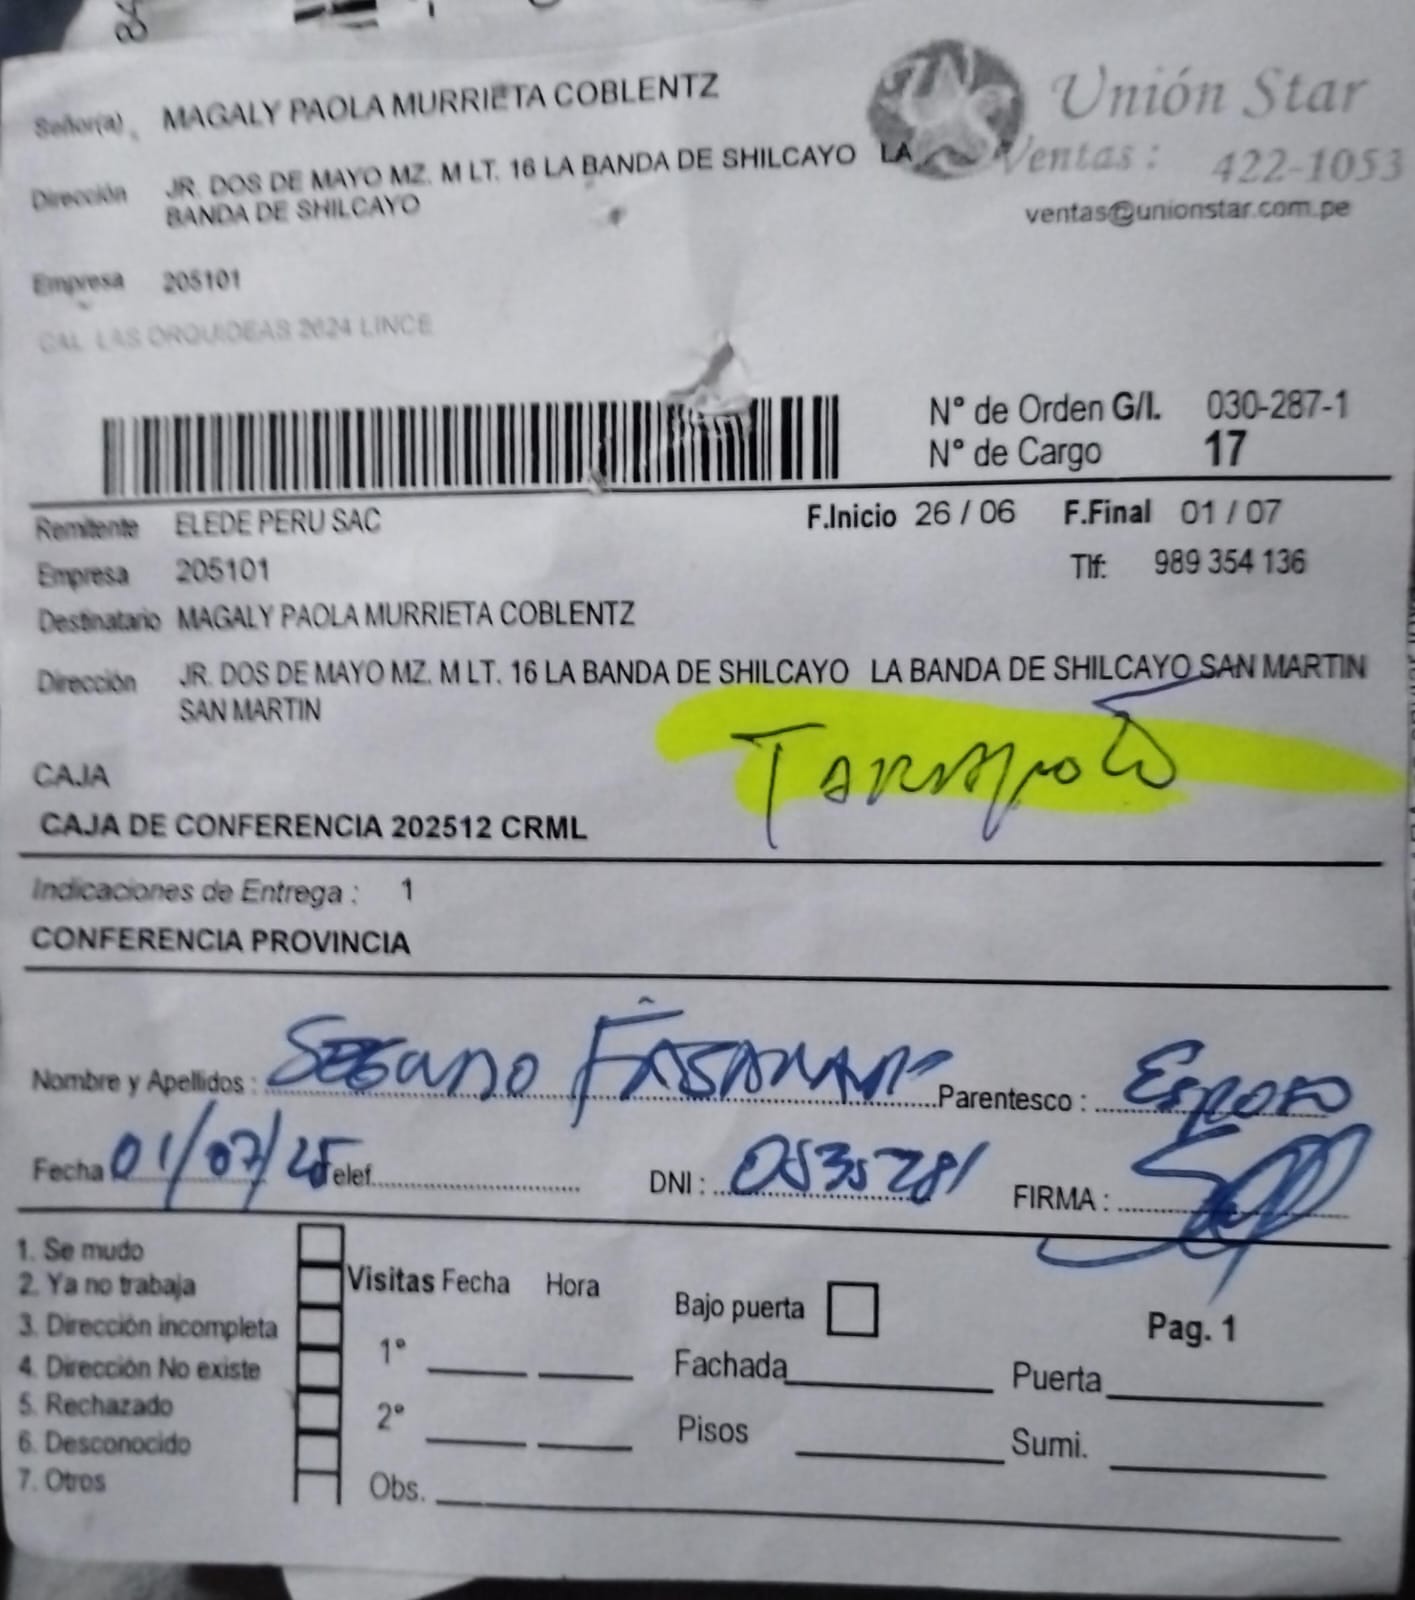 Señor(a) MAGALY PAOLA MURRIETA COBLENTZ
Unión Star
Dirección JR. DOS DE MAYO MZ. M LT. 16 LA BANDA DE SHILCAYO LA
BANDA DE SHILCAYO
Ventas: 422-1053
ventas@unionstar.com.pe
Empresa 205101
CAL LAS ORQUIDEAS 2624 LINCE
N° de Orden G/I. 030-287-1
N° de Cargo 17
Remitente ELEDE PERU SAC F.Inicio 26 / 06 F.Final 01 / 07
Empresa 205101 Tlf: 989 354 136
Destinatario MAGALY PAOLA MURRIETA COBLENTZ
Dirección JR. DOS DE MAYO MZ. M LT. 16 LA BANDA DE SHILCAYO LA BANDA DE SHILCAYO SAN MARTIN
SAN MARTIN
TARAPOTO
CAJA
CAJA DE CONFERENCIA 202512 CRML
Indicaciones de Entrega : 1
CONFERENCIA PROVINCIA
Nombre y Apellidos : SEGUNDO Parentesco : Esposo
Fecha 01/07/25 Telef. DNI : FIRMA :
1. Se mudo
2. Ya no trabaja
3. Dirección incompleta
4. Dirección No existe
5. Rechazado
6. Desconocido
7. Otros
Visitas Fecha Hora
1°
2°
Obs.
Bajo puerta
Fachada
Pisos
Pag. 1
Puerta
Sumi.